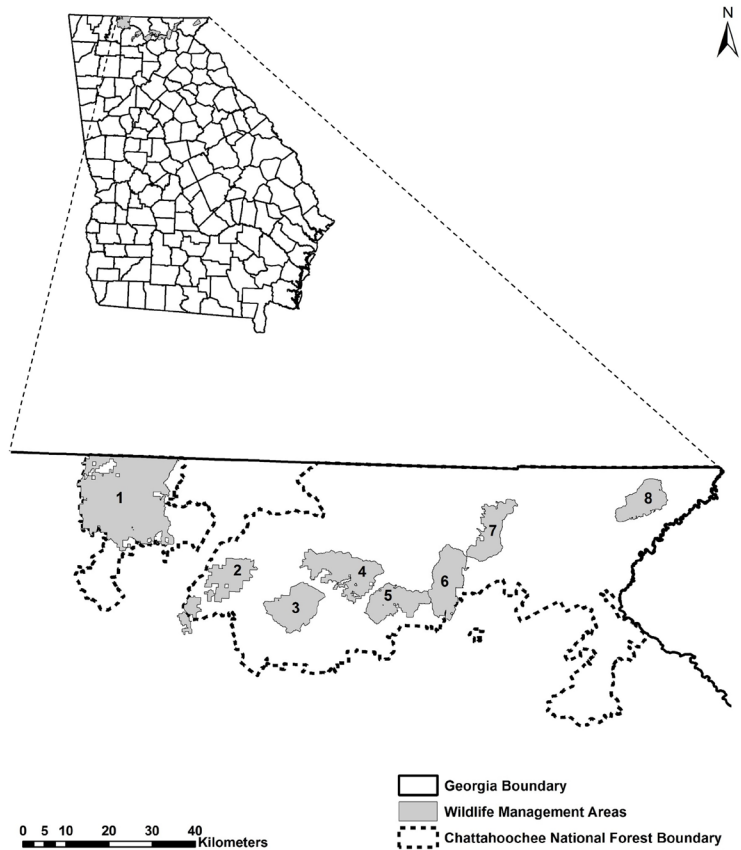 N
1
8
7
2
4
6
5
3
Georgia Boundary
Wildlife Management Areas
0 5 10 20 30 40
Kilometers
Chattahoochee National Forest Boundary